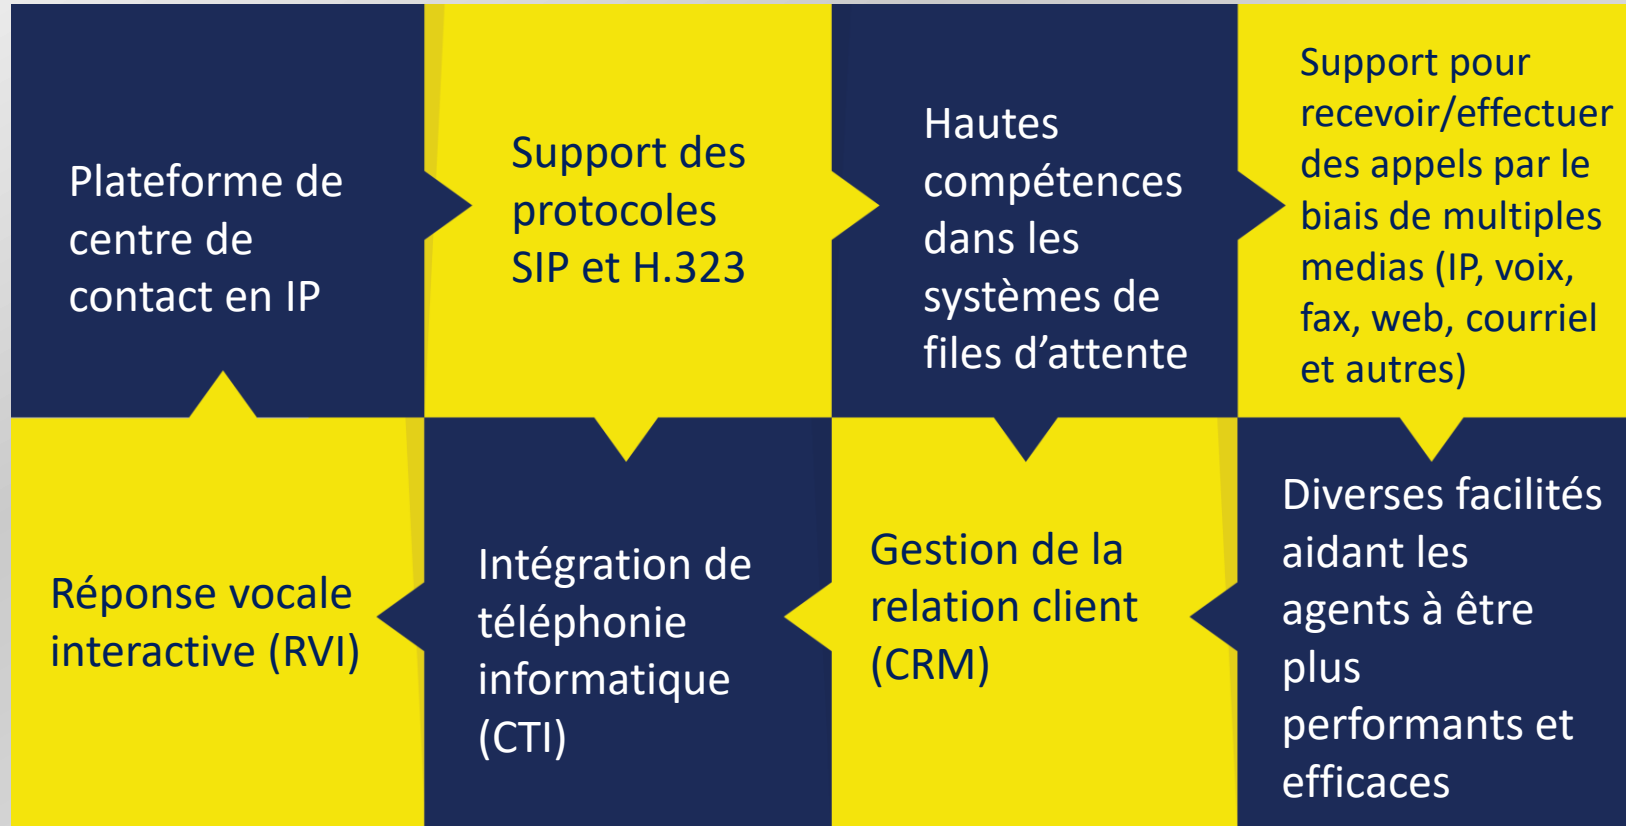 Plateforme de
centre de
contact en IP
Support des
protocoles
SIP et H.323
Hautes
compétences
dans les
systèmes de
files d’attente
Support pour
recevoir/effectuer
des appels par le
biais de multiples
medias (IP, voix,
fax, web, courriel
et autres)
Réponse vocale
interactive (RVI)
Intégration de
téléphonie
informatique
(CTI)
Gestion de la
relation client
(CRM)
Diverses facilités
aidant les
agents à être
plus
performants et
efficaces